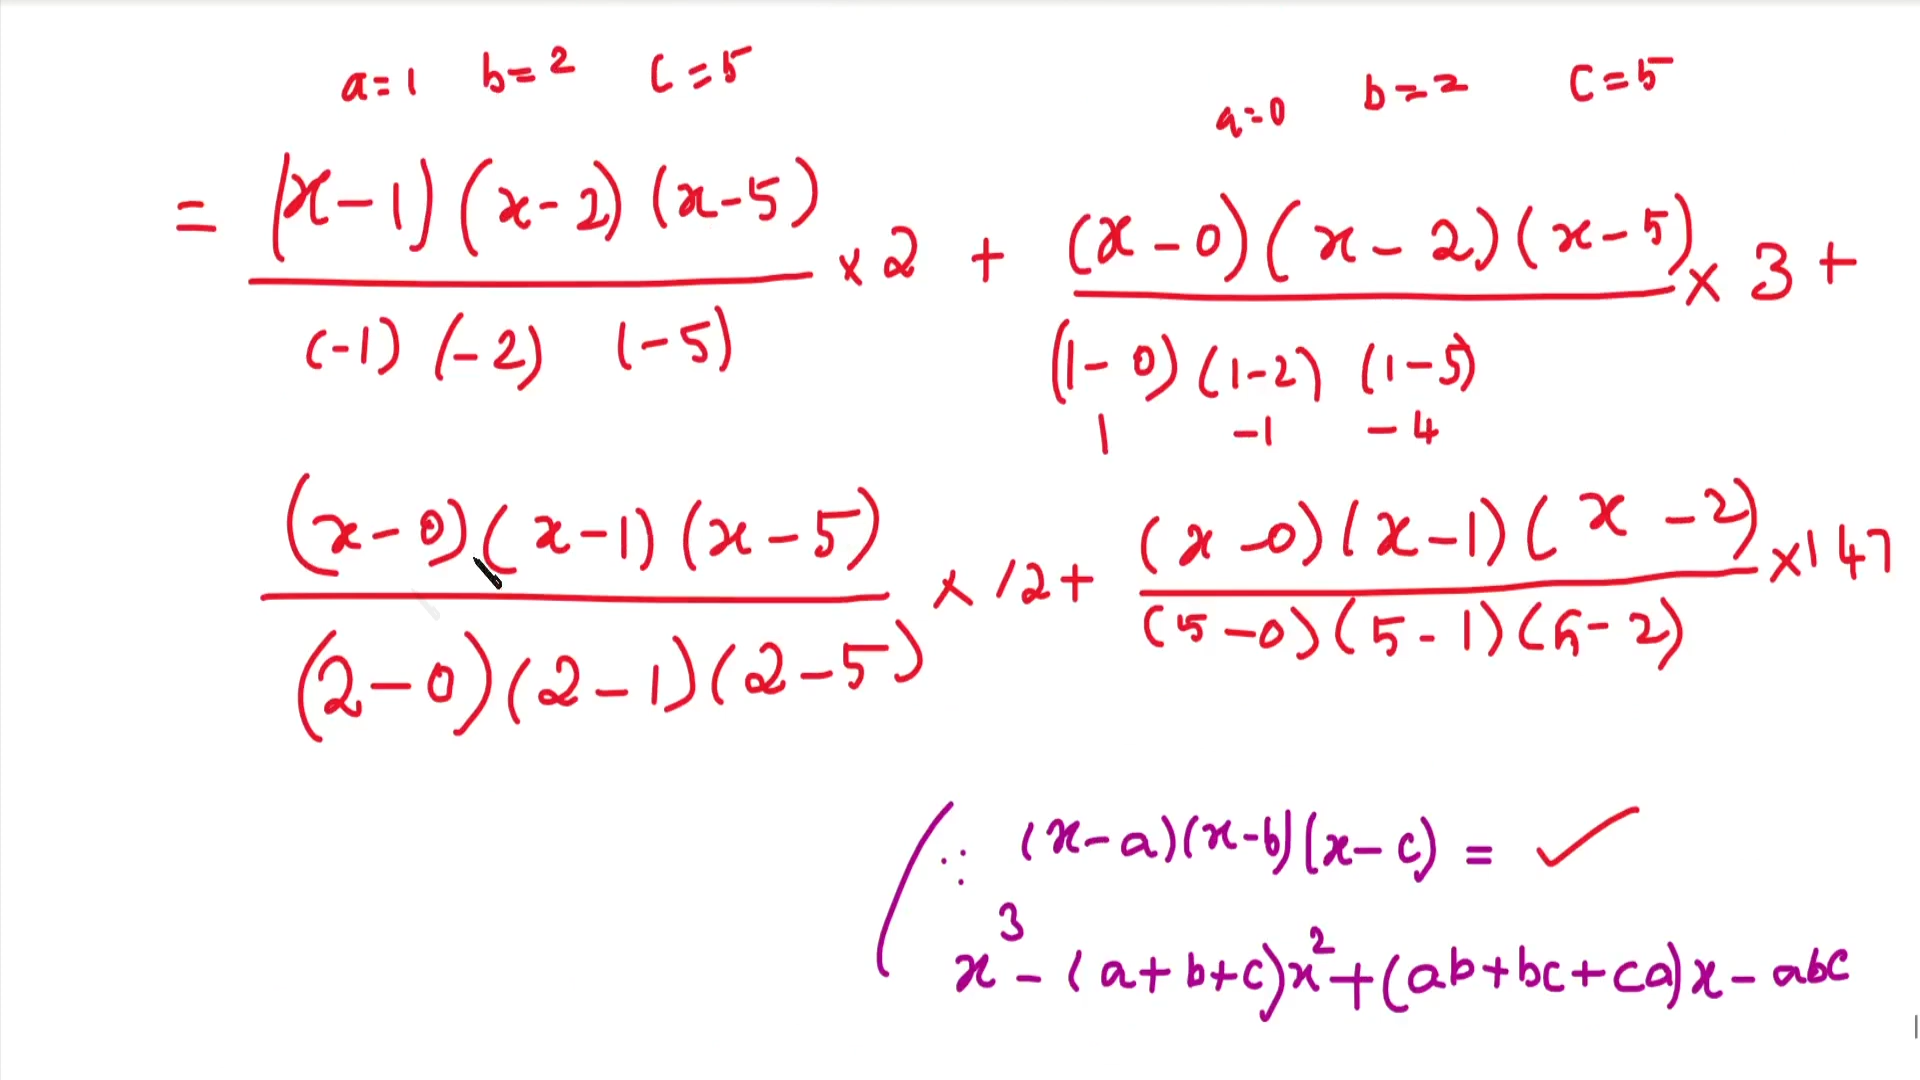 a=1 b=2 c=5 a=0 b=2 c=5
= (x-1)(x-2)(x-5) × 2 + (x-0)(x-2)(x-5) × 3 +
(-1) (-2) (-5) (1-0)(1-2) (1-5)
1 -1 -4
(x-0)(x-1)(x-5) × 12 + (x-0)(x-1)(x-2) ×147
(2-0)(2-1)(2-5) (5-0)(5-1)(5-2)
( ∵ (x-a)(x-b)(x-c) = ✓
x³ - (a+b+c)x² + (ab+bc+ca)x - abc